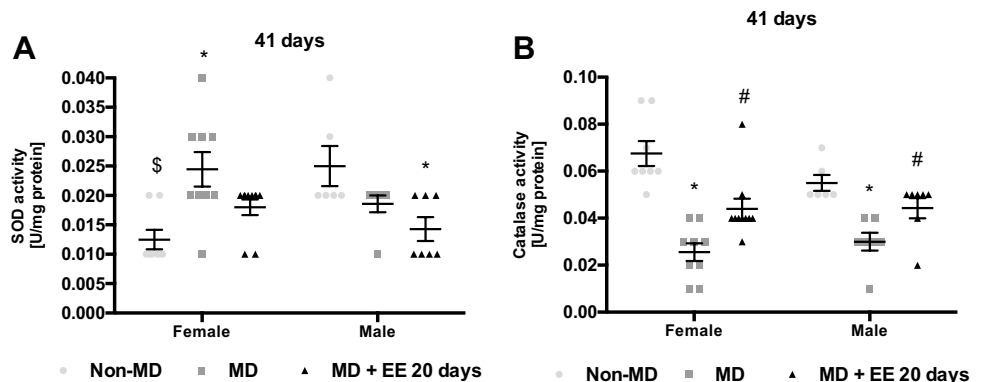 A
41 days
SOD activity
[U/mg protein]
0.040
0.035
0.030
0.025
0.020
0.015
0.010
0.005
0.000
$
*
*
Female
Male
Non-MD
MD
MD + EE 20 days
B
41 days
Catalase activity
[U/mg protein]
0.10
0.08
0.06
0.04
0.02
0.00
*
#
*
#
Female
Male
Non-MD
MD
MD + EE 20 days